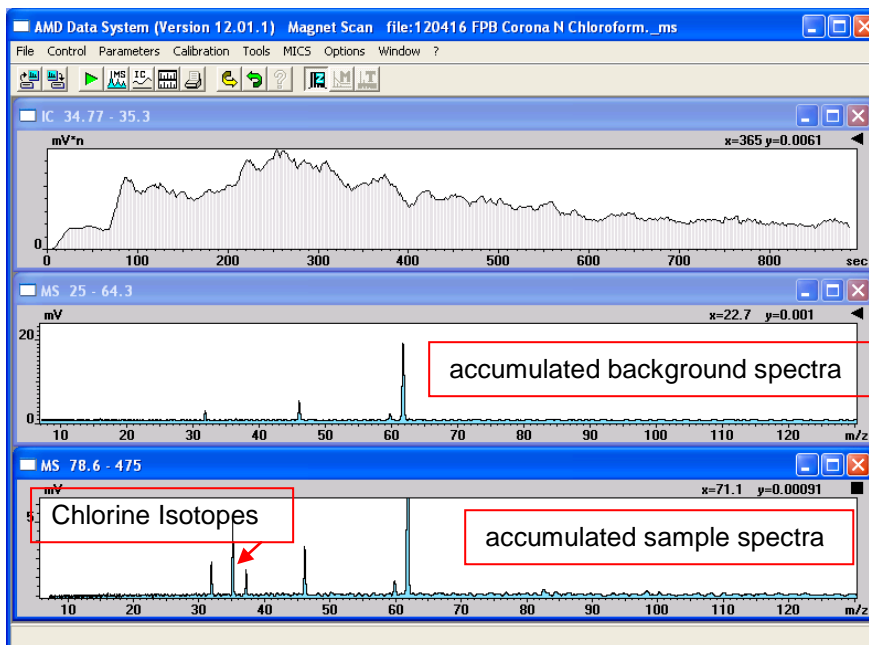 AMD Data System (Version 12.01.1) Magnet Scan file:120416 FPB Corona N Chloroform._ms
File Control Parameters Calibration Tools MICS Options Window ?
MS IC
IC 34.77 - 35.3
mV*n x=365 y=0.0061
0
0 100 200 300 400 500 600 700 800 sec
MS 25 - 64.3
mV x=22.7 y=0.001
20
accumulated background spectra
0
10 20 30 40 50 60 70 80 90 100 110 120 m/z
MS 78.6 - 475
mV x=71.1 y=0.00091
5
Chlorine Isotopes
accumulated sample spectra
10 20 30 40 50 60 70 80 90 100 110 120 m/z